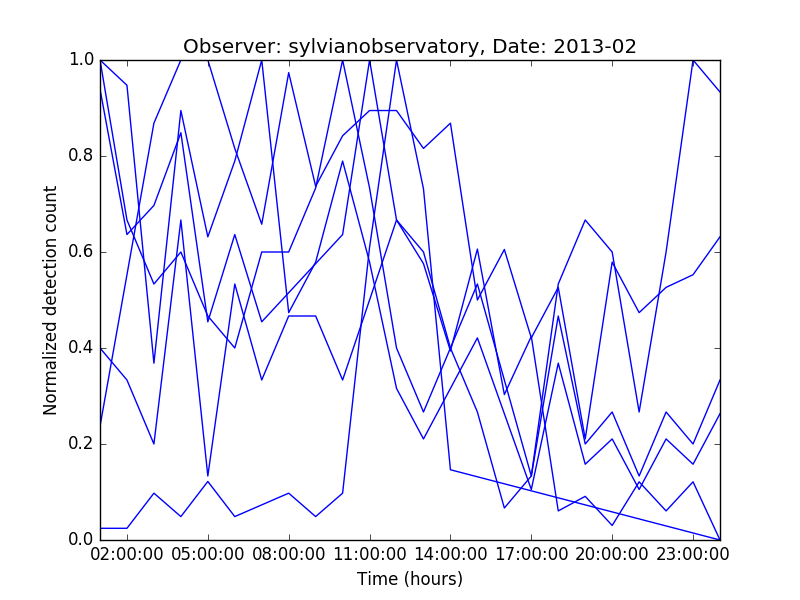 Observer: sylvianobservatory, Date: 2013-02
Normalized detection count
1.0
0.8
0.6
0.4
0.2
0.0
02:00:00 05:00:00 08:00:00 11:00:00 14:00:00 17:00:00 20:00:00 23:00:00
Time (hours)